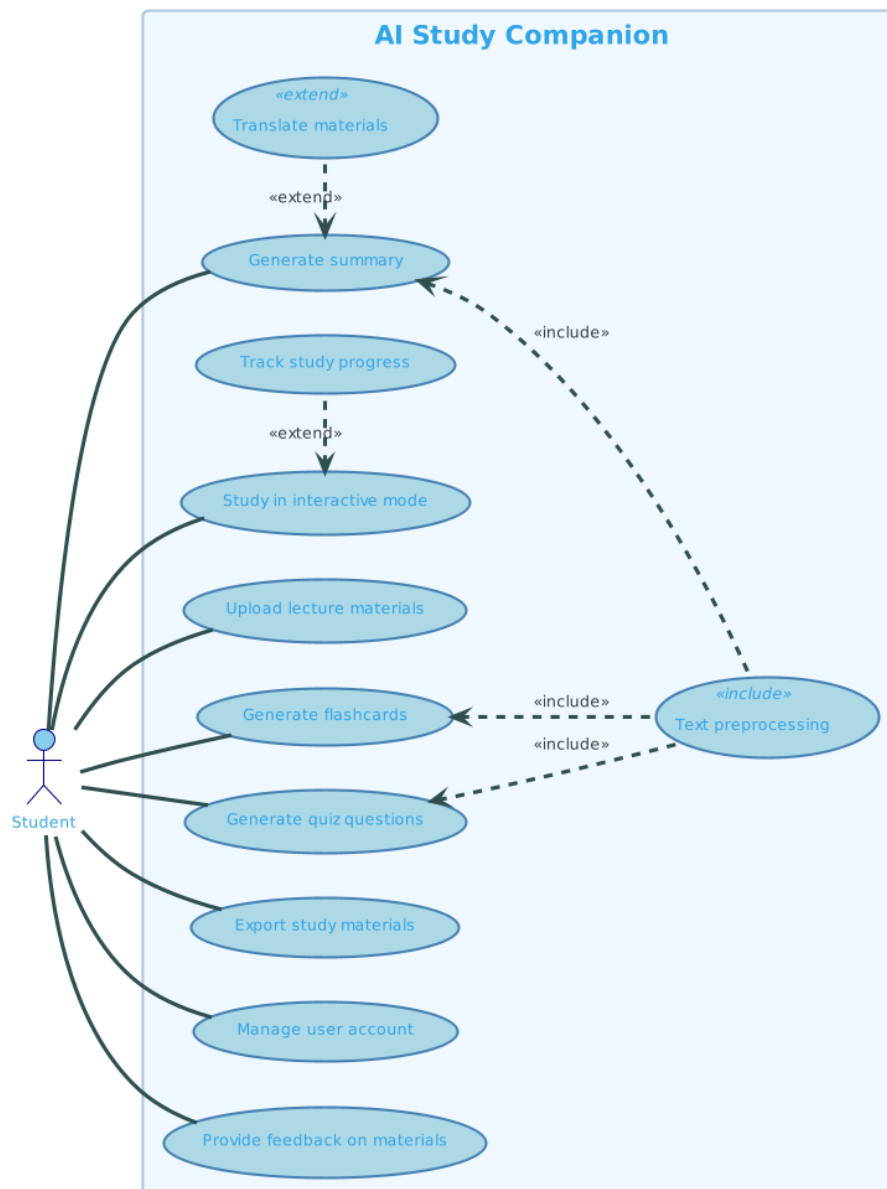 AI Study Companion
«extend»
Translate materials
«extend»
Generate summary
«include»
Track study progress
«extend»
Study in interactive mode
Upload lecture materials
«include»
Text preprocessing
«include»
Generate flashcards
«include»
Generate quiz questions
Student
Export study materials
Manage user account
Provide feedback on materials